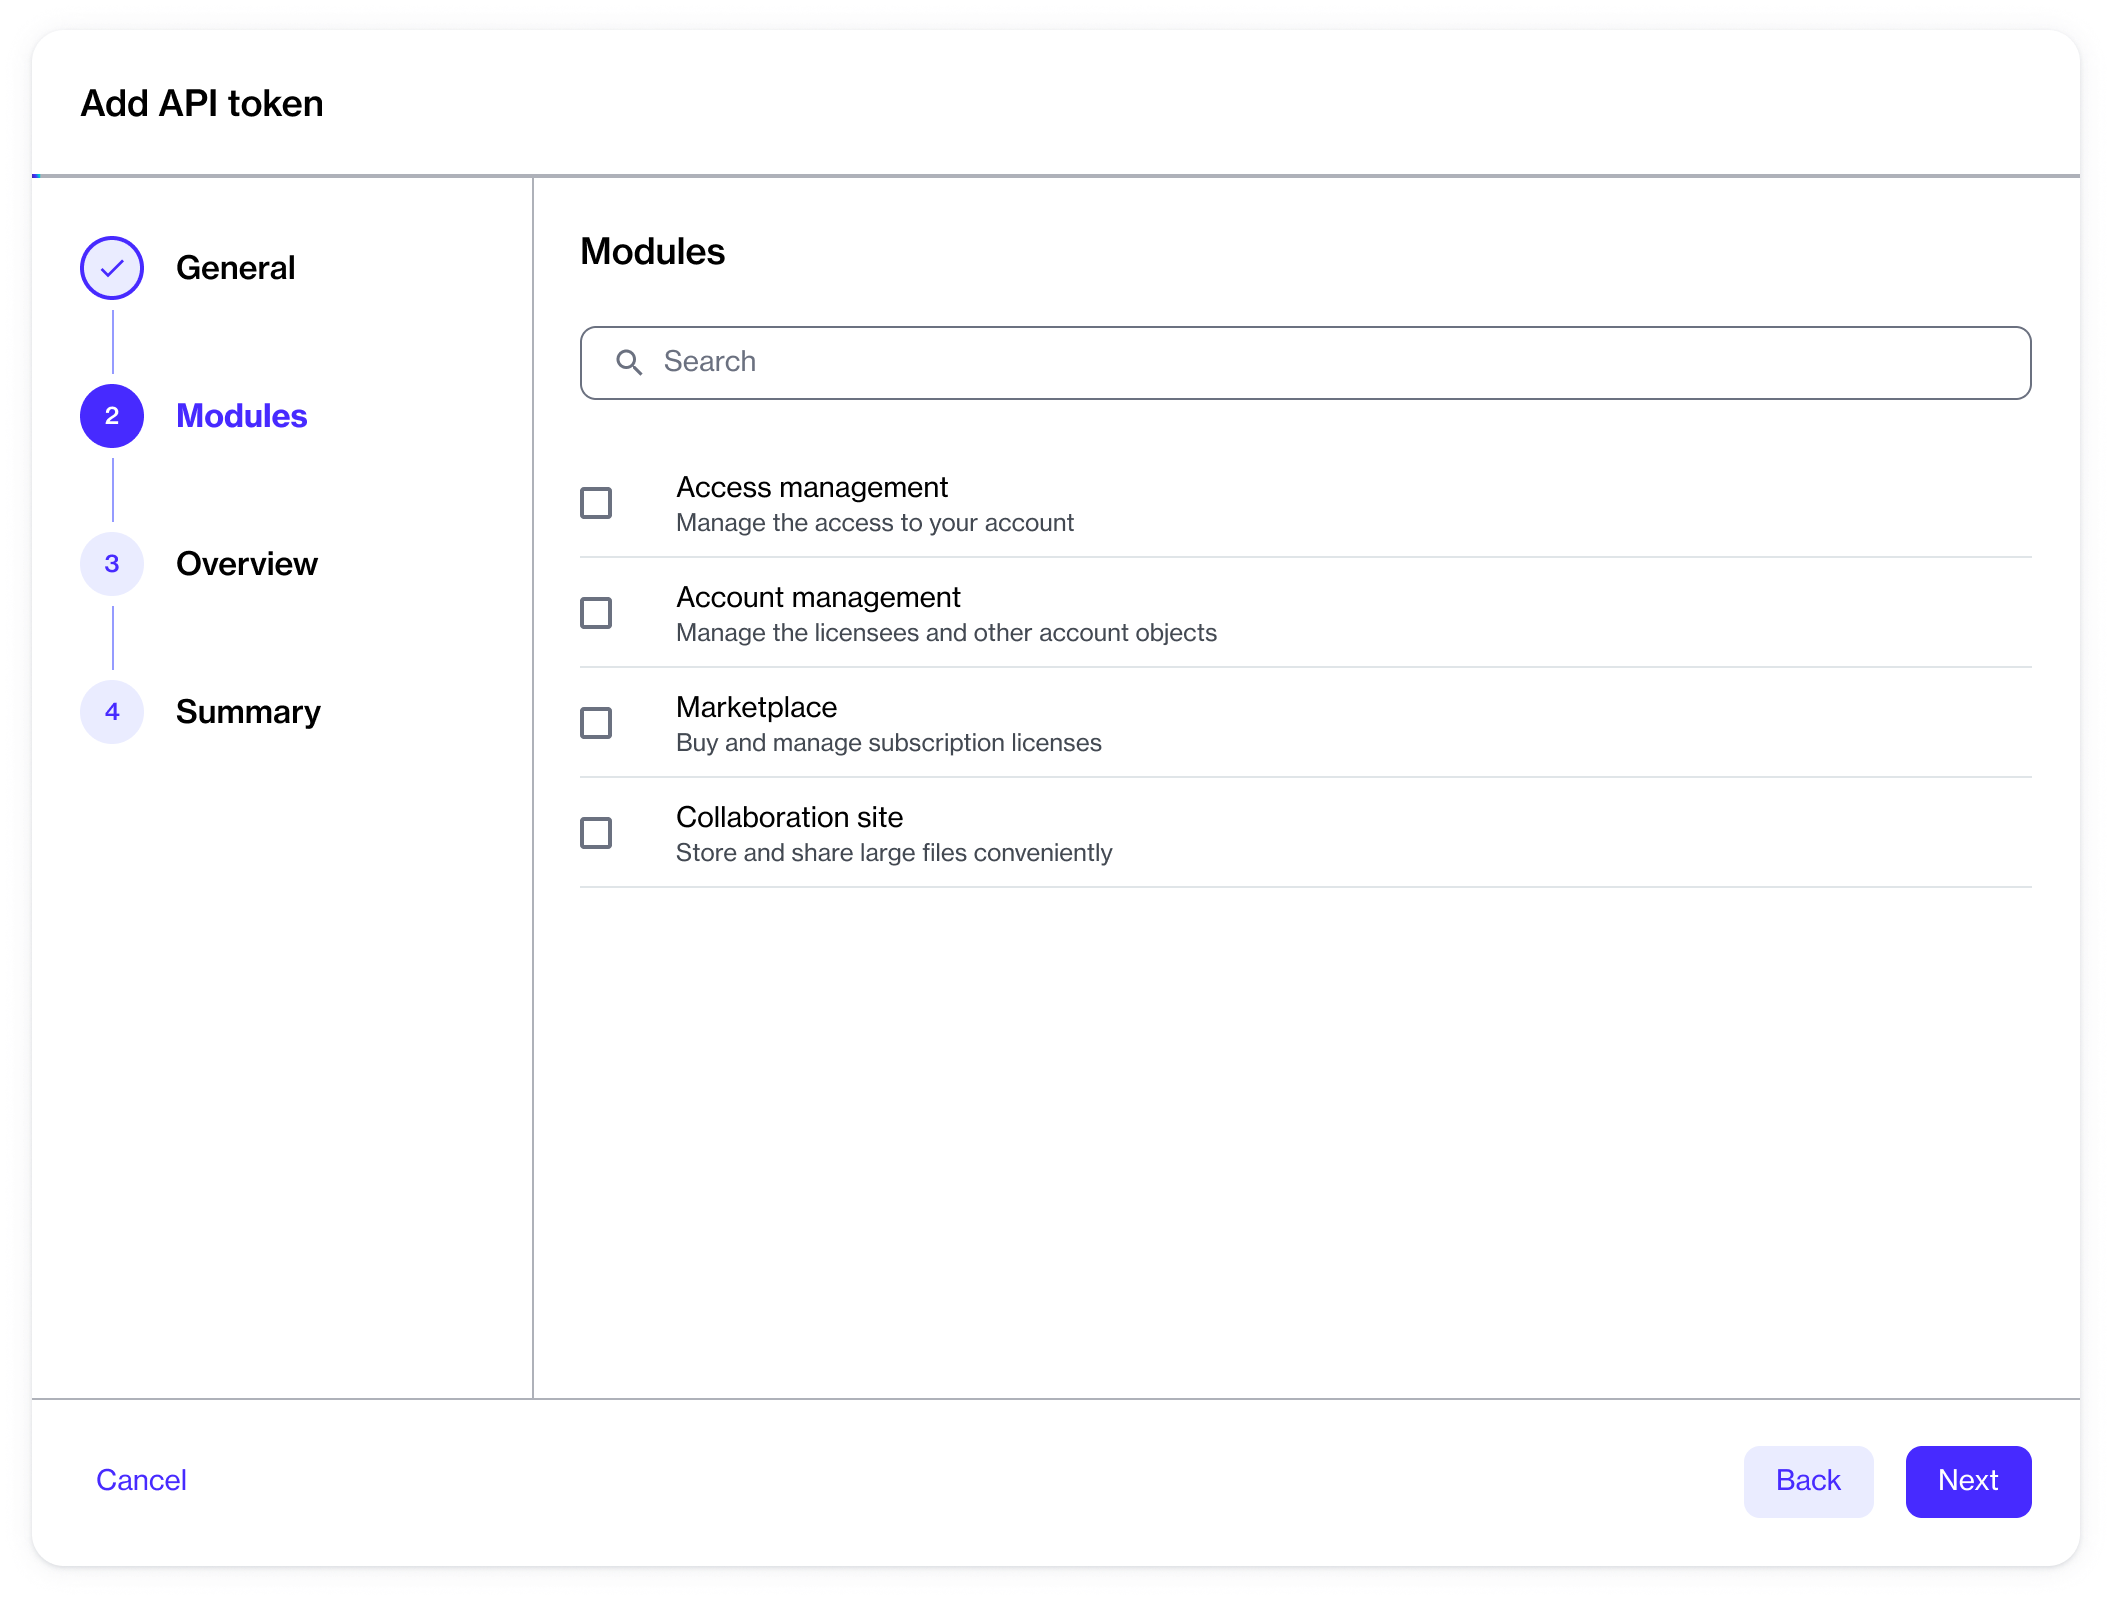 Add API token
General
2
Modules
3
Overview
4
Summary
Modules
Search
Access management
Manage the access to your account
Account management
Manage the licensees and other account objects
Marketplace
Buy and manage subscription licenses
Collaboration site
Store and share large files conveniently
Cancel
Back
Next